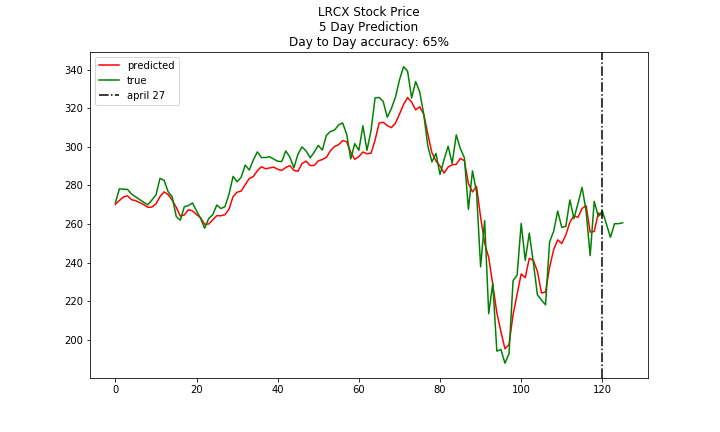 LRCX Stock Price
5 Day Prediction
Day to Day accuracy: 65%
predicted
true
april 27
340
320
300
280
260
240
220
200
0
20
40
60
80
100
120